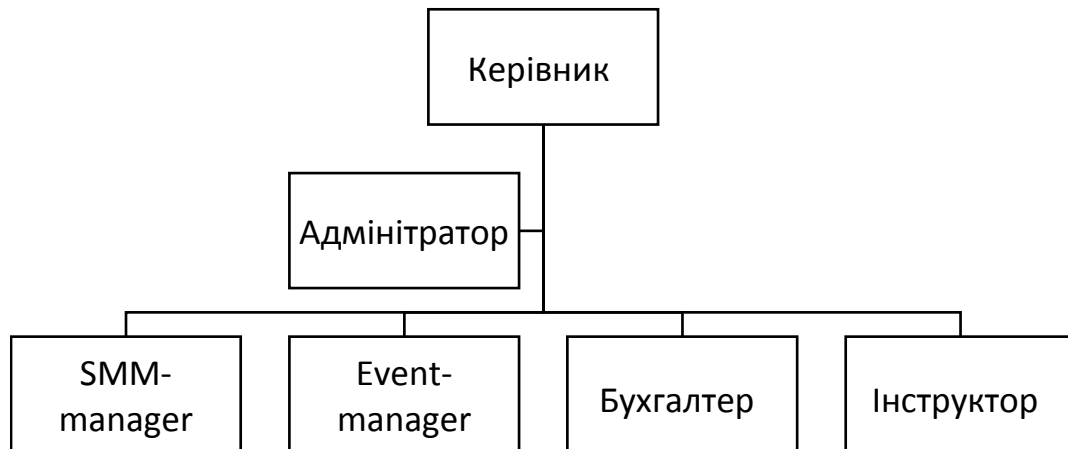 Керівник
Адмінітратор
SMM-
manager
Event-
manager
Бухгалтер
Інструктор